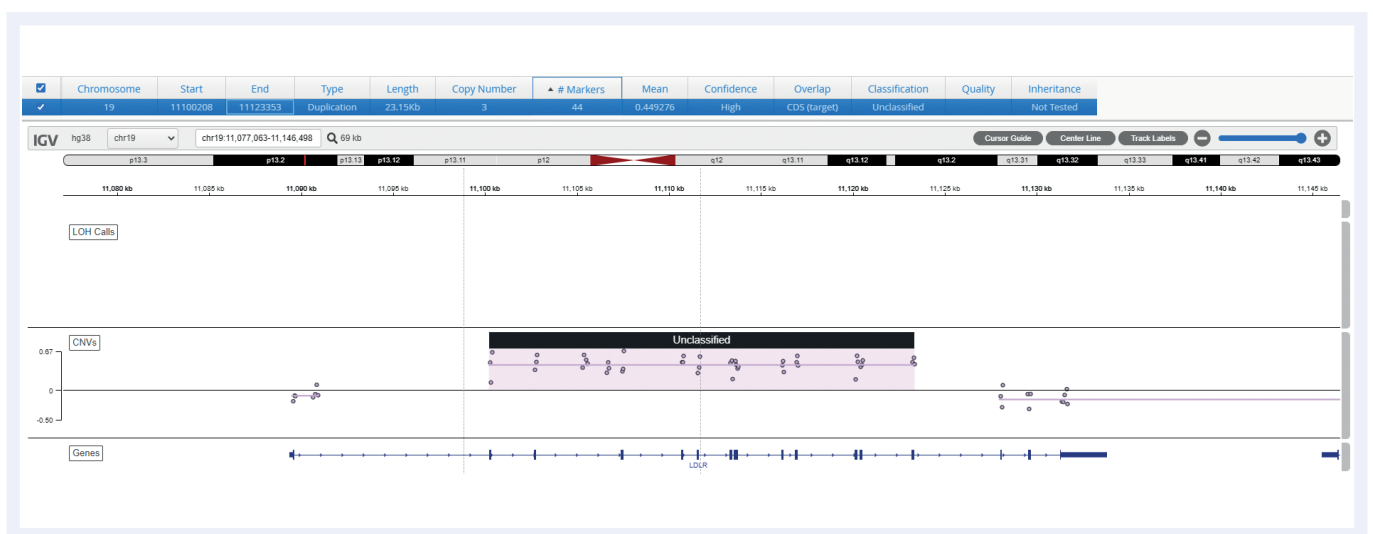 Chromosome Start End Type Length Copy Number # Markers Mean Confidence Overlap Classification Quality Inheritance
19 11100208 11123353 Duplication 23.15Kb 3 44 0.449276 High CDS (target) Unclassified Not Tested
IGV hg38 chr19 chr19:11,077,063-11,146,498 69 kb Cursor Guide Center Line Track Labels
p13.3 p13.2 p13.13 p13.12 p13.11 p12 q12 q13.11 q13.12 q13.2 q13.31 q13.32 q13.33 q13.41 q13.42 q13.43
11,080 kb 11,085 kb 11,090 kb 11,095 kb 11,100 kb 11,105 kb 11,110 kb 11,115 kb 11,120 kb 11,125 kb 11,130 kb 11,135 kb 11,140 kb 11,145 kb
LOH Calls
CNVs Unclassified
0.67
0
-0.50
Genes
LDLR